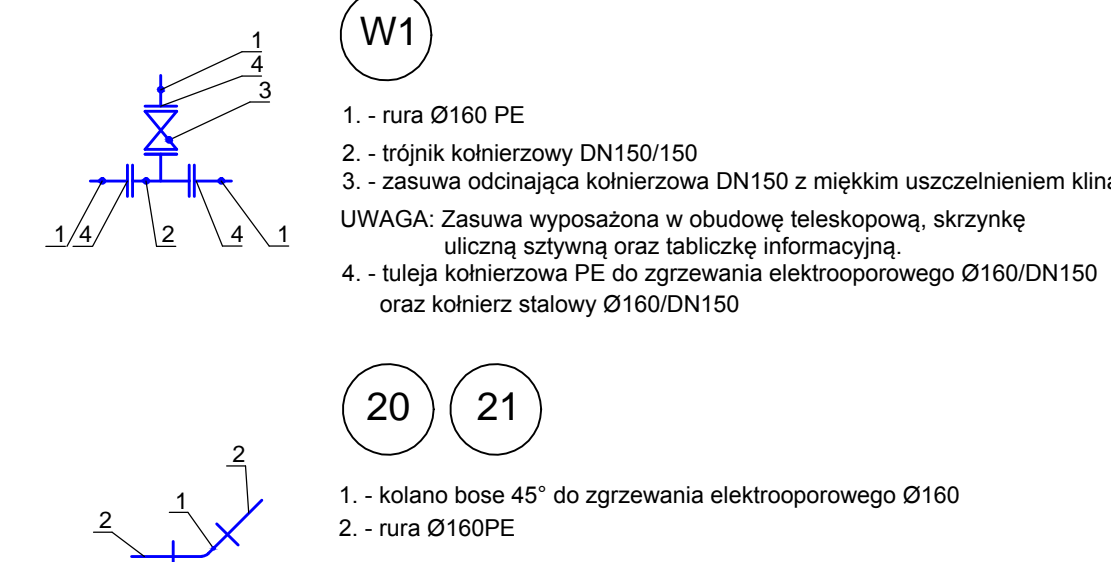 W1
1
4
3
1 4 2 4 1
1. - rura Ø160 PE
2. - trójnik kołnierzowy DN150/150
3. - zasuwa odcinająca kołnierzowa DN150 z miękkim uszczelnieniem klina
UWAGA: Zasuwa wyposażona w obudowę teleskopową, skrzynkę
uliczną sztywną oraz tabliczkę informacyjną.
4. - tuleja kołnierzowa PE do zgrzewania elektrooporowego Ø160/DN150
oraz kołnierz stalowy Ø160/DN150
20 21
2
1
2
1. - kolano bose 45° do zgrzewania elektrooporowego Ø160
2. - rura Ø160PE